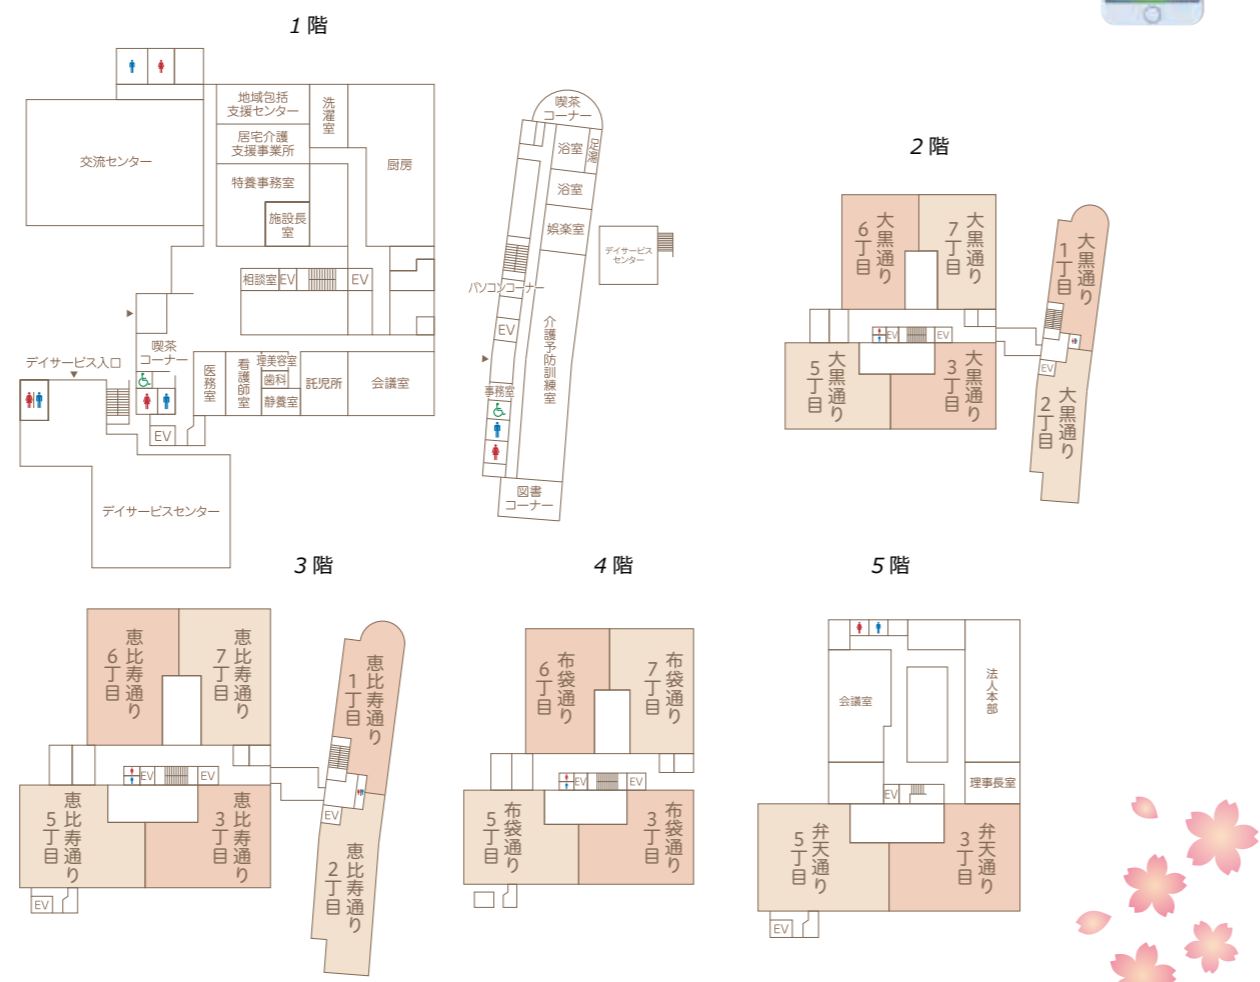 1階
地域包括
支援センター
洗濯室
居宅介護
支援事業所
交流センター
厨房
特養事務室
施設長
室
相談室
EV
EV
喫茶
コーナー
デイサービス入口
医務室
看護師室
理美容室
歯科
静養室
託児所
会議室
EV
デイサービスセンター
喫茶
コーナー
浴室
足湯
浴室
娯楽室
デイサービス
センター
パソコンコーナー
EV
介護予防訓練室
事務室
図書
コーナー
2階
大黒通り
6丁目
大黒通り
7丁目
大黒通り
1丁目
EV
EV
EV
大黒通り
5丁目
大黒通り
3丁目
大黒通り
2丁目
3階
恵比寿通り
6丁目
恵比寿通り
7丁目
恵比寿通り
1丁目
EV
EV
EV
恵比寿通り
5丁目
恵比寿通り
3丁目
恵比寿通り
2丁目
EV
4階
布袋通り
6丁目
布袋通り
7丁目
EV
EV
布袋通り
5丁目
布袋通り
3丁目
5階
会議室
法人本部
理事長室
EV
弁天通り
5丁目
弁天通り
3丁目
EV